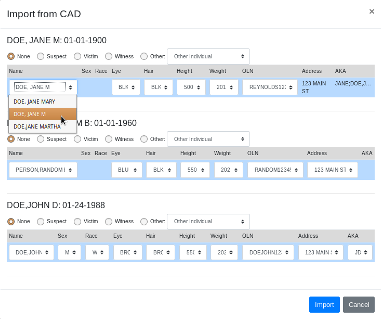 Import from CAD ×
DOE, JANE M: 01-01-1900
None Suspect Victim Witness Other: Other Individual
Name Sex Race Eye Hair Height Weight OLN Address AKA
DOE, JANE M BLK BLK 500 201 REYNOLDS12: 123 MAIN ST JANE;DOE,J...
DOE, JANE MARY
DOE, JANE M
DOE,JANE MARTHA
M B: 01-01-1960
None Suspect Victim Witness Other: Other Individual
Name Sex Race Eye Hair Height Weight OLN Address AKA
PERSON,RANDOM I BLU BLK 550 202 RANDOM12345 123 MAIN ST
DOE,JOHN D: 01-24-1988
None Suspect Victim Witness Other: Other Individual
Name Sex Race Eye Hair Height Weight OLN Address AKA
DOE,JOHN M W BRO BRO 55 202 DOEJOHN12 123 MAIN JD
Import Cancel